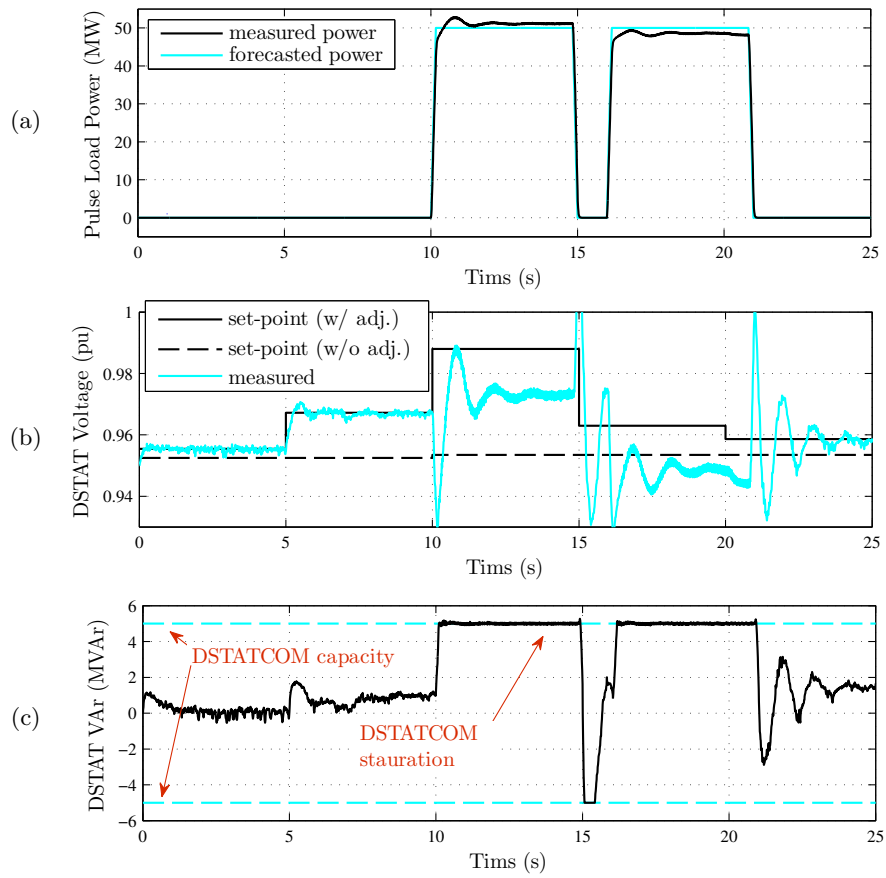 (a)
Pulse Load Power (MW)
50
40
30
20
10
0
measured power
forecasted power
0 5 10 15 20 25
Tims (s)
(b)
DSTAT Voltage (pu)
1
0.98
0.96
0.94
set-point (w/ adj.)
set-point (w/o adj.)
measured
0 5 10 15 20 25
Tims (s)
(c)
DSTAT VAr (MVAr)
6
4
2
0
−2
−4
−6
DSTATCOM capacity
DSTATCOM
stauration
0 5 10 15 20 25
Tims (s)